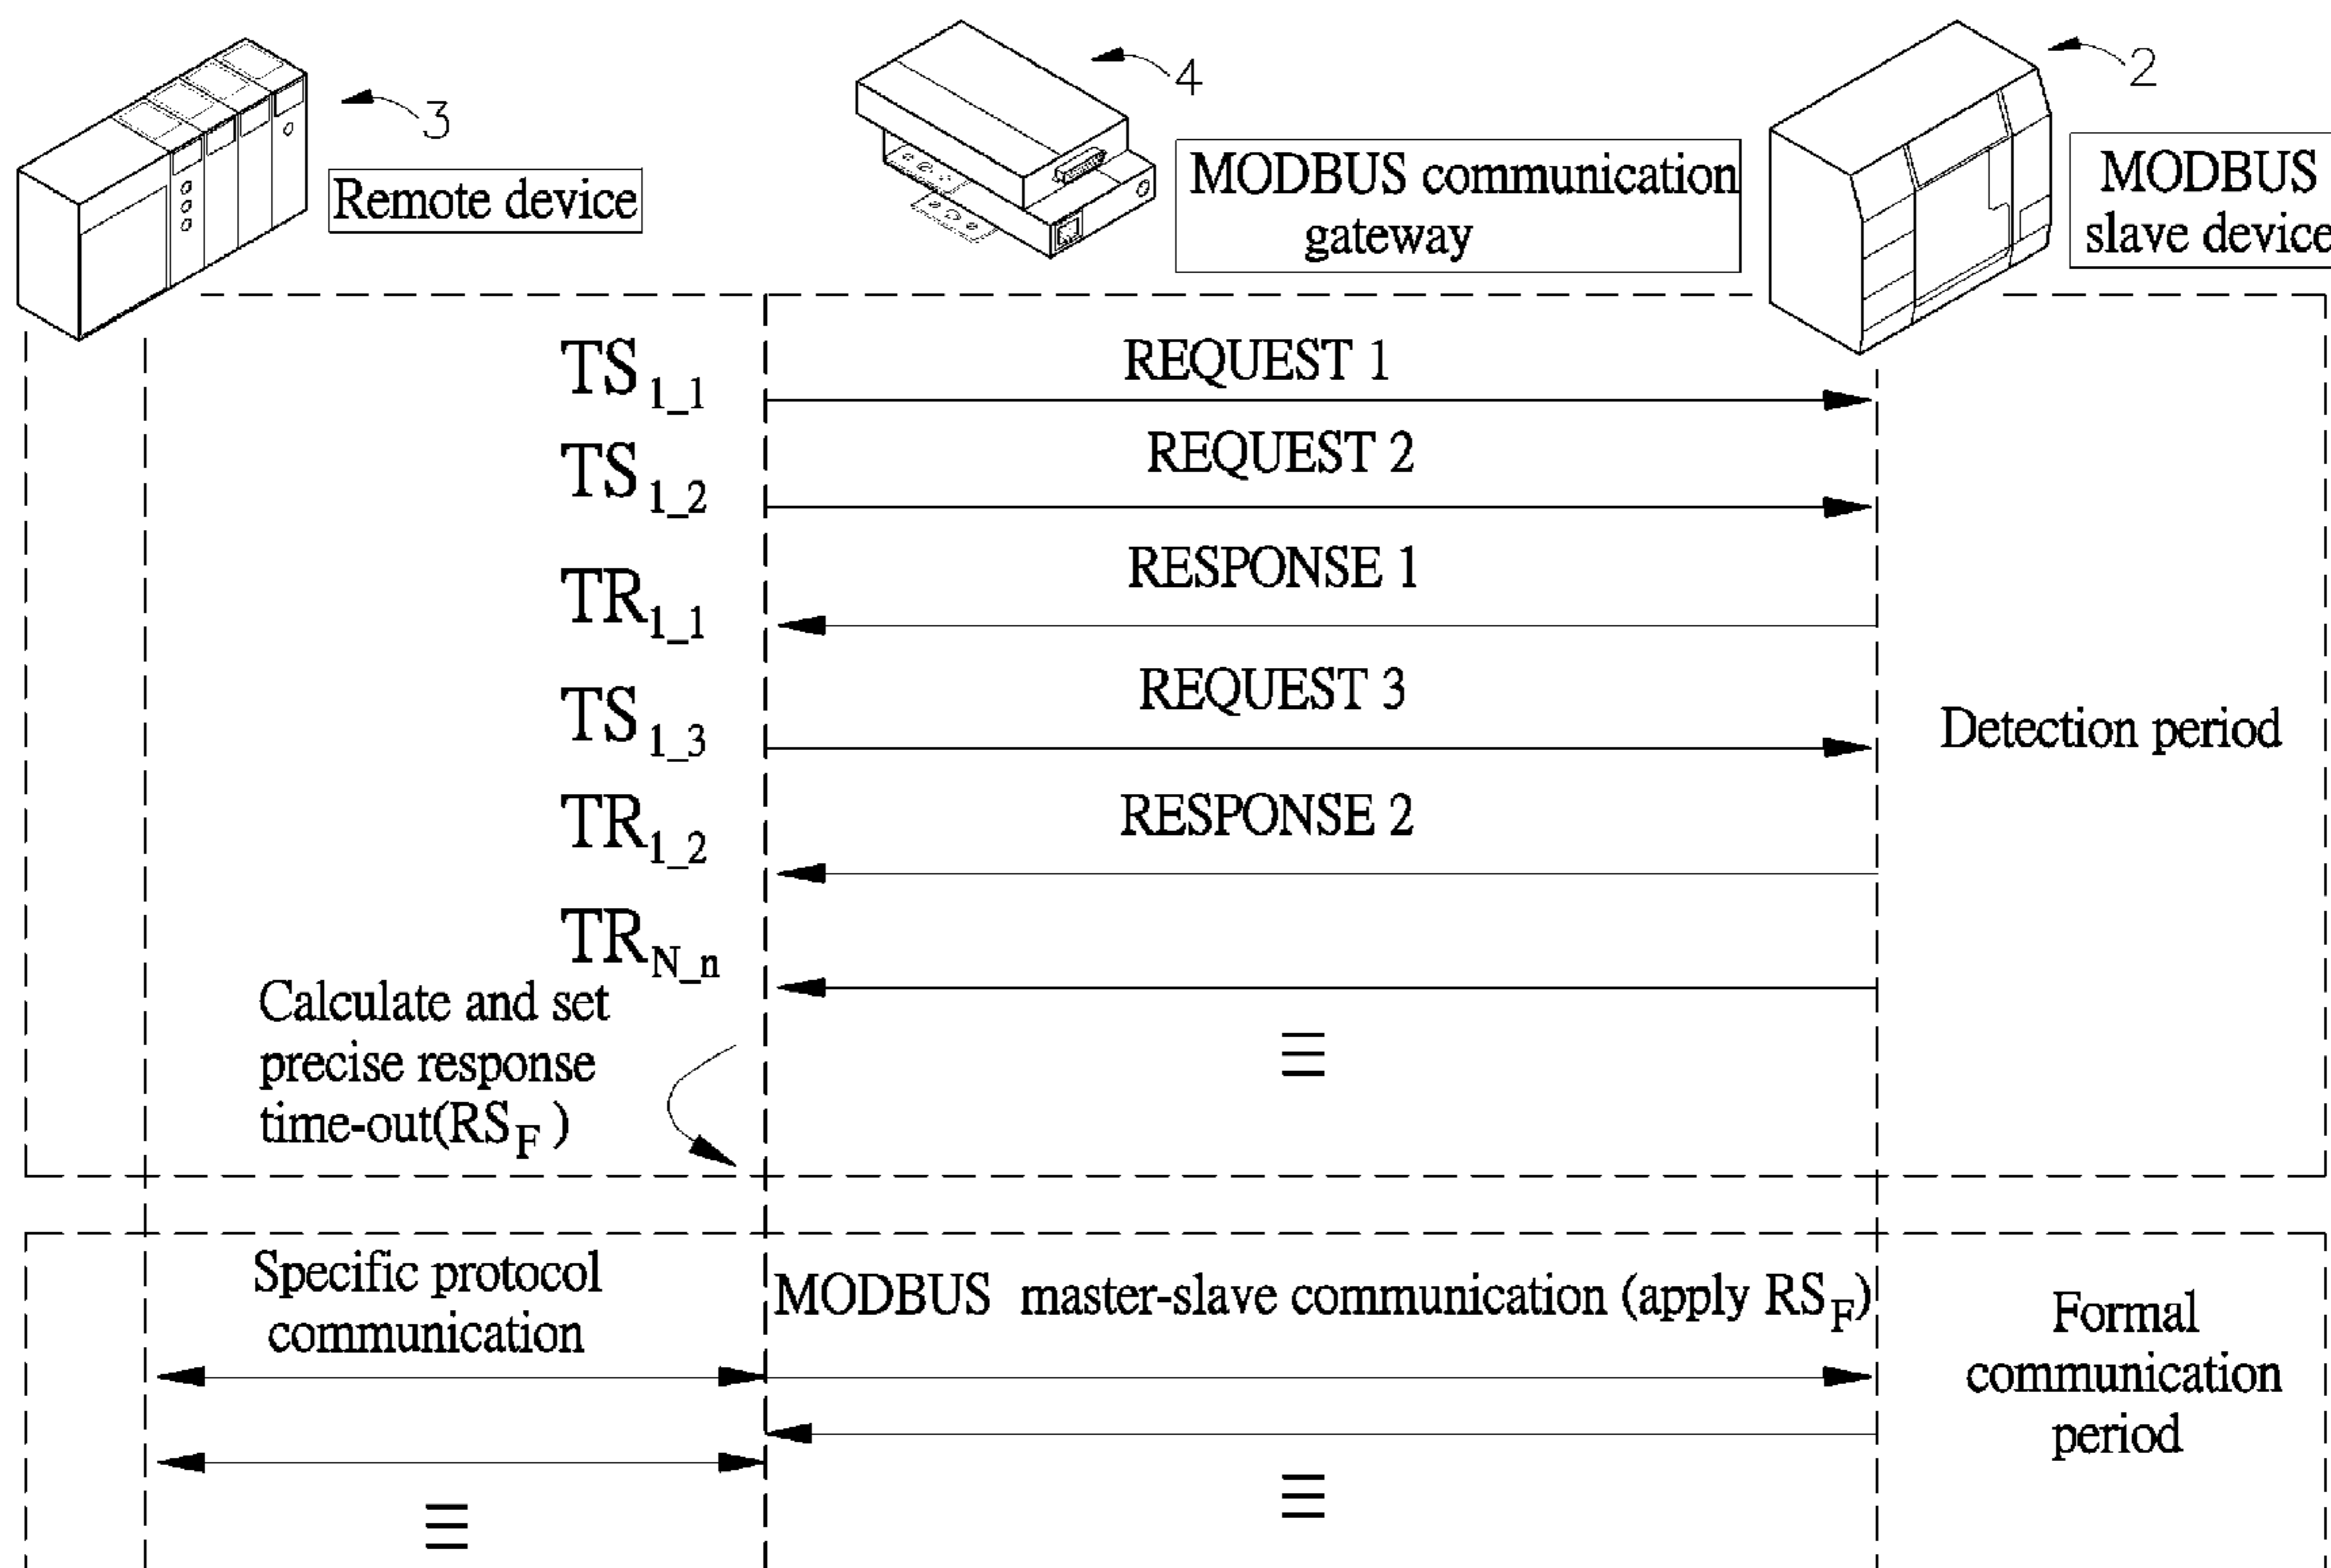 3
Remote device
4
MODBUS communication
gateway
2
MODBUS
slave device
TS1_1
REQUEST 1
TS1_2
REQUEST 2
TR1_1
RESPONSE 1
TS1_3
REQUEST 3
Detection period
TR1_2
RESPONSE 2
TRN_n
Calculate and set
precise response
time-out(RSF )
Specific protocol
communication
MODBUS master-slave communication (apply RSF)
Formal
communication
period